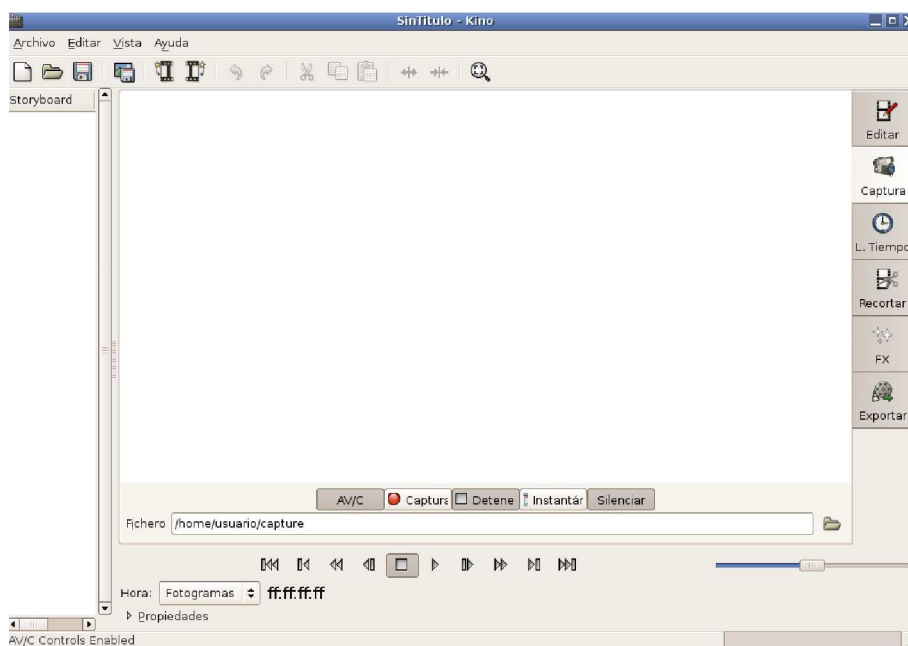 SinTitulo - Kino
Archivo Editar Vista Ayuda
Storyboard
Editar
Captura
L. Tiempo
Recortar
FX
Exportar
AV/C Captura Detene Instantár Silenciar
Fichero /home/usuario/capture
Hora: Fotogramas ff:ff:ff:ff
Propiedades
AV/C Controls Enabled